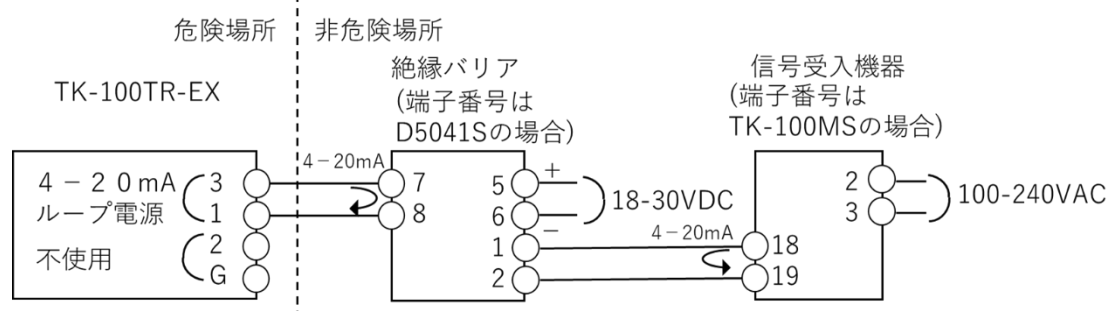 危険場所
非危険場所
TK-100TR-EX
絶縁バリア
(端子番号は
D5041Sの場合)
信号受入機器
(端子番号は
TK-100MSの場合)
4－20mA
ループ電源
不使用
3
1
2
G
4－20mA
7
8
5
6
1
2
+
−
18-30VDC
4－20mA
2
3
18
19
100-240VAC